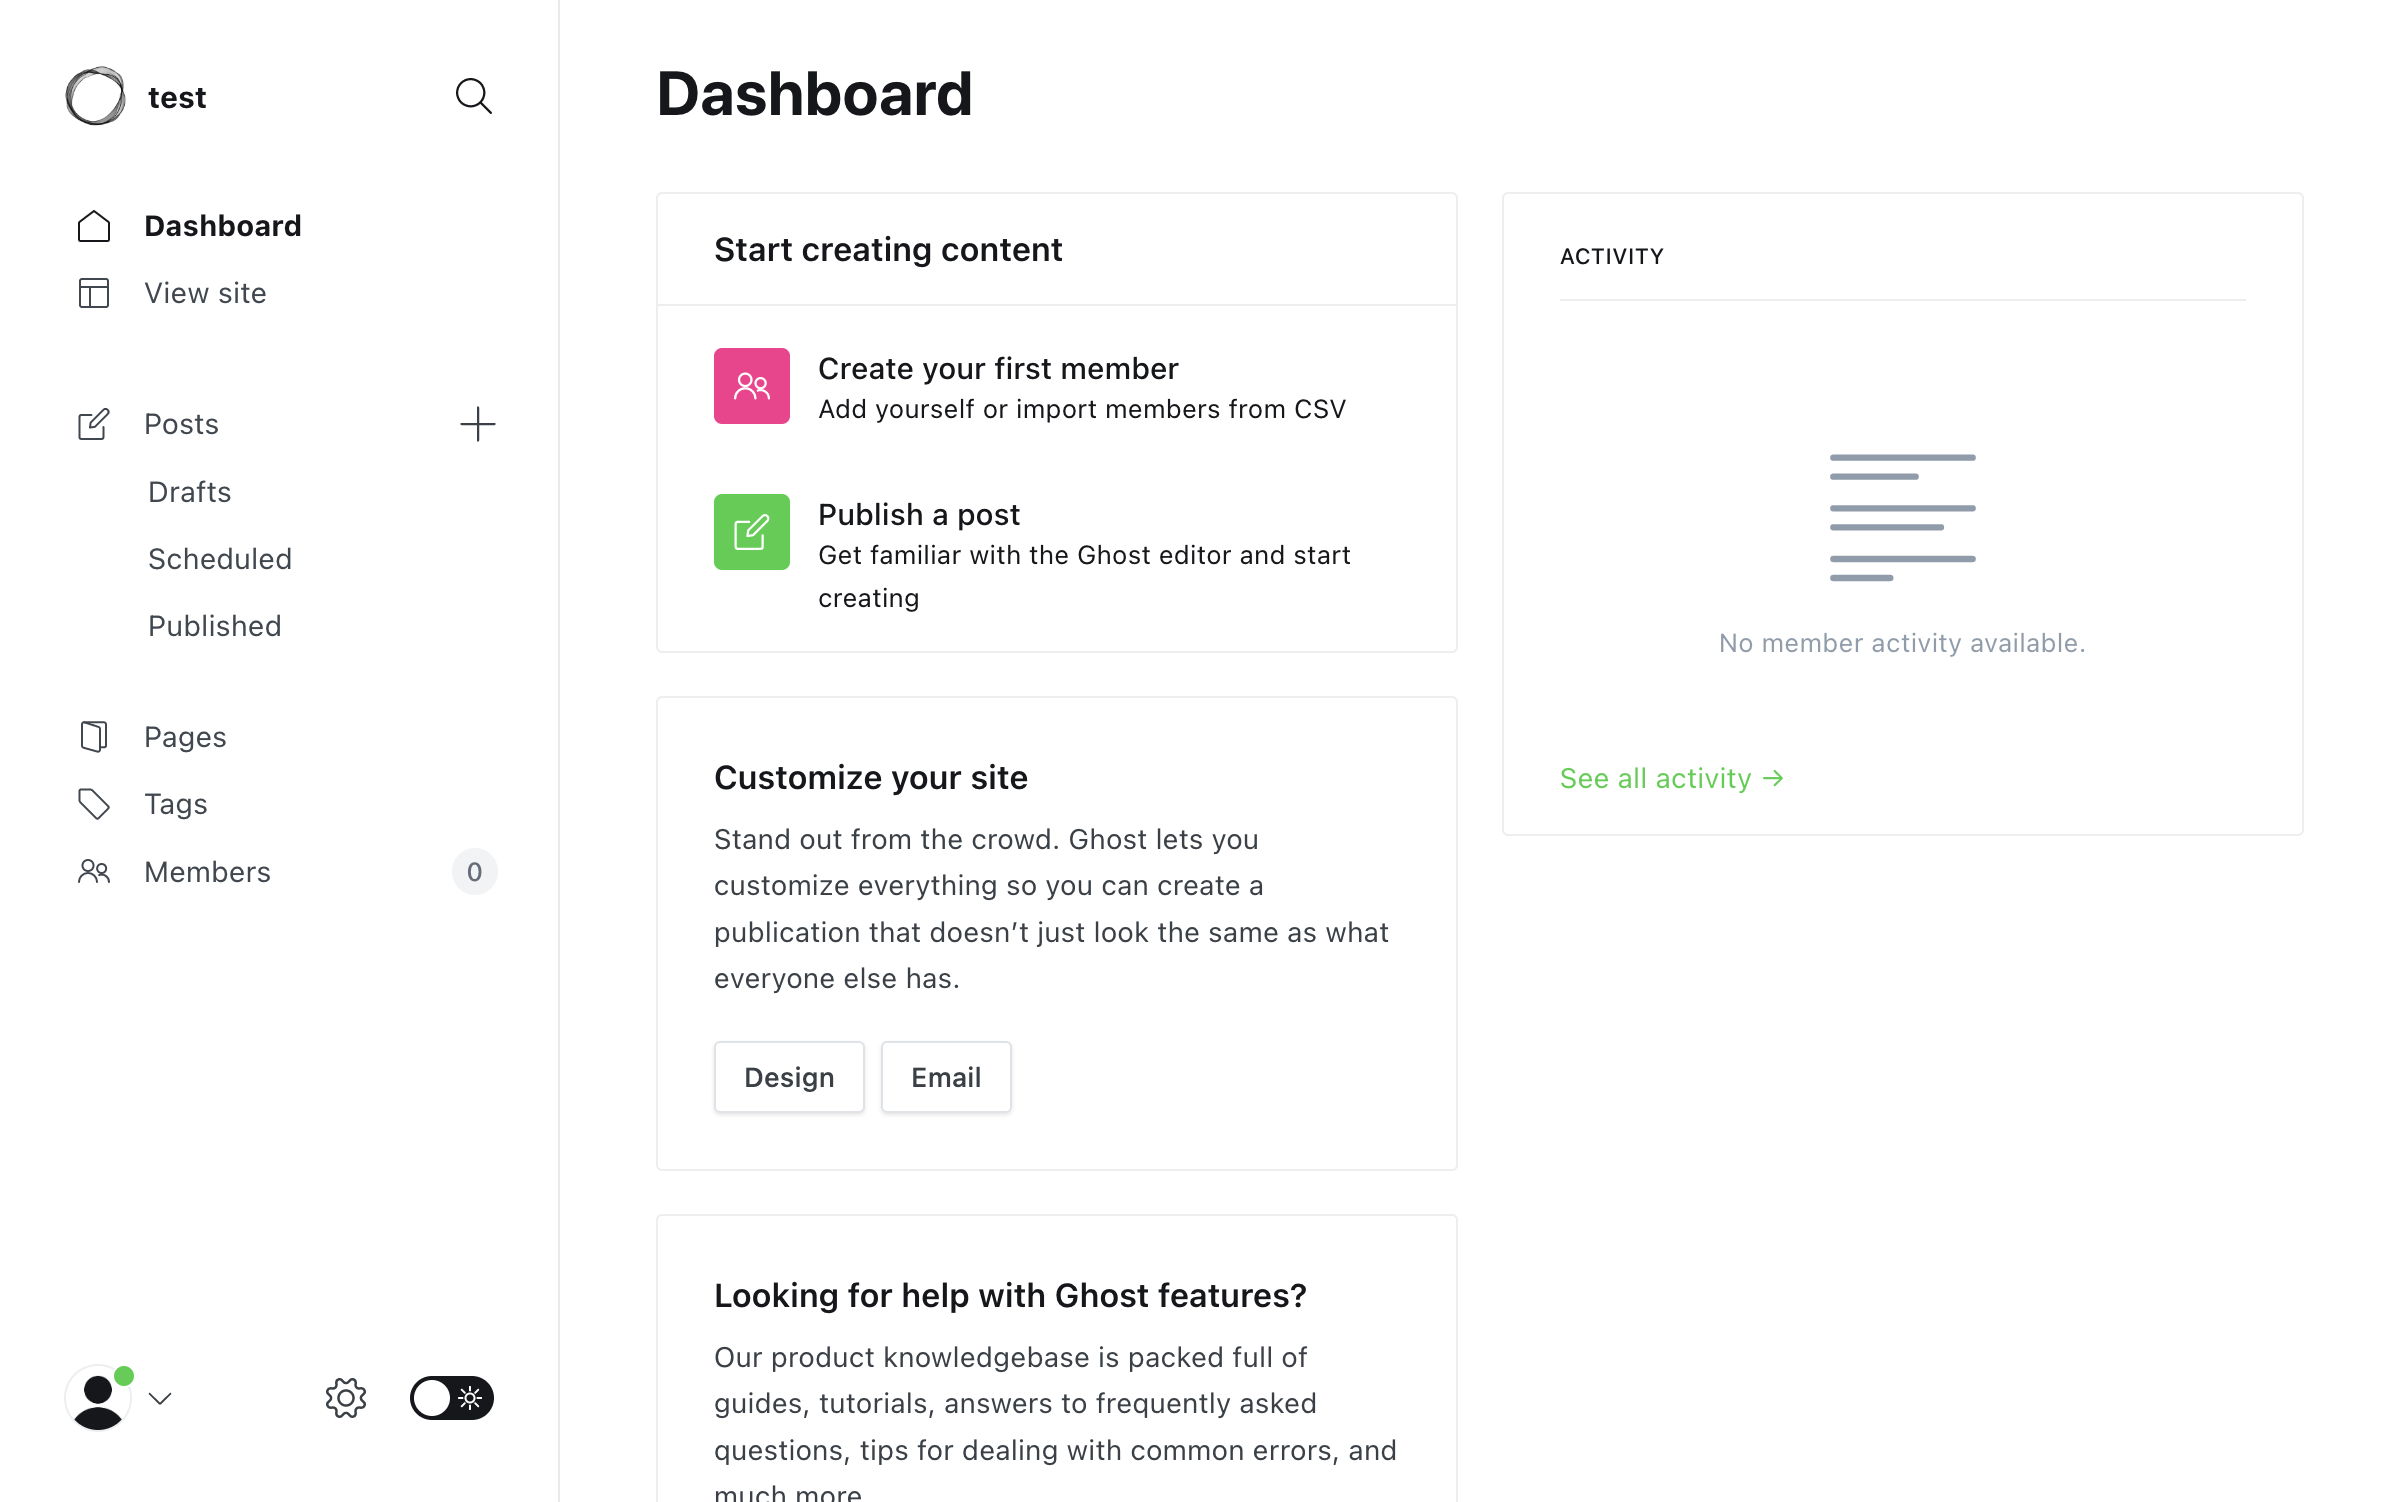 test
Dashboard
View site
Posts
Drafts
Scheduled
Published
Pages
Tags
Members
0
Dashboard
Start creating content
Create your first member
Add yourself or import members from CSV
Publish a post
Get familiar with the Ghost editor and start
creating
Customize your site
Stand out from the crowd. Ghost lets you
customize everything so you can create a
publication that doesn’t just look the same as what
everyone else has.
Design
Email
Looking for help with Ghost features?
Our product knowledgebase is packed full of
guides, tutorials, answers to frequently asked
questions, tips for dealing with common errors, and
much more
ACTIVITY
No member activity available.
See all activity →